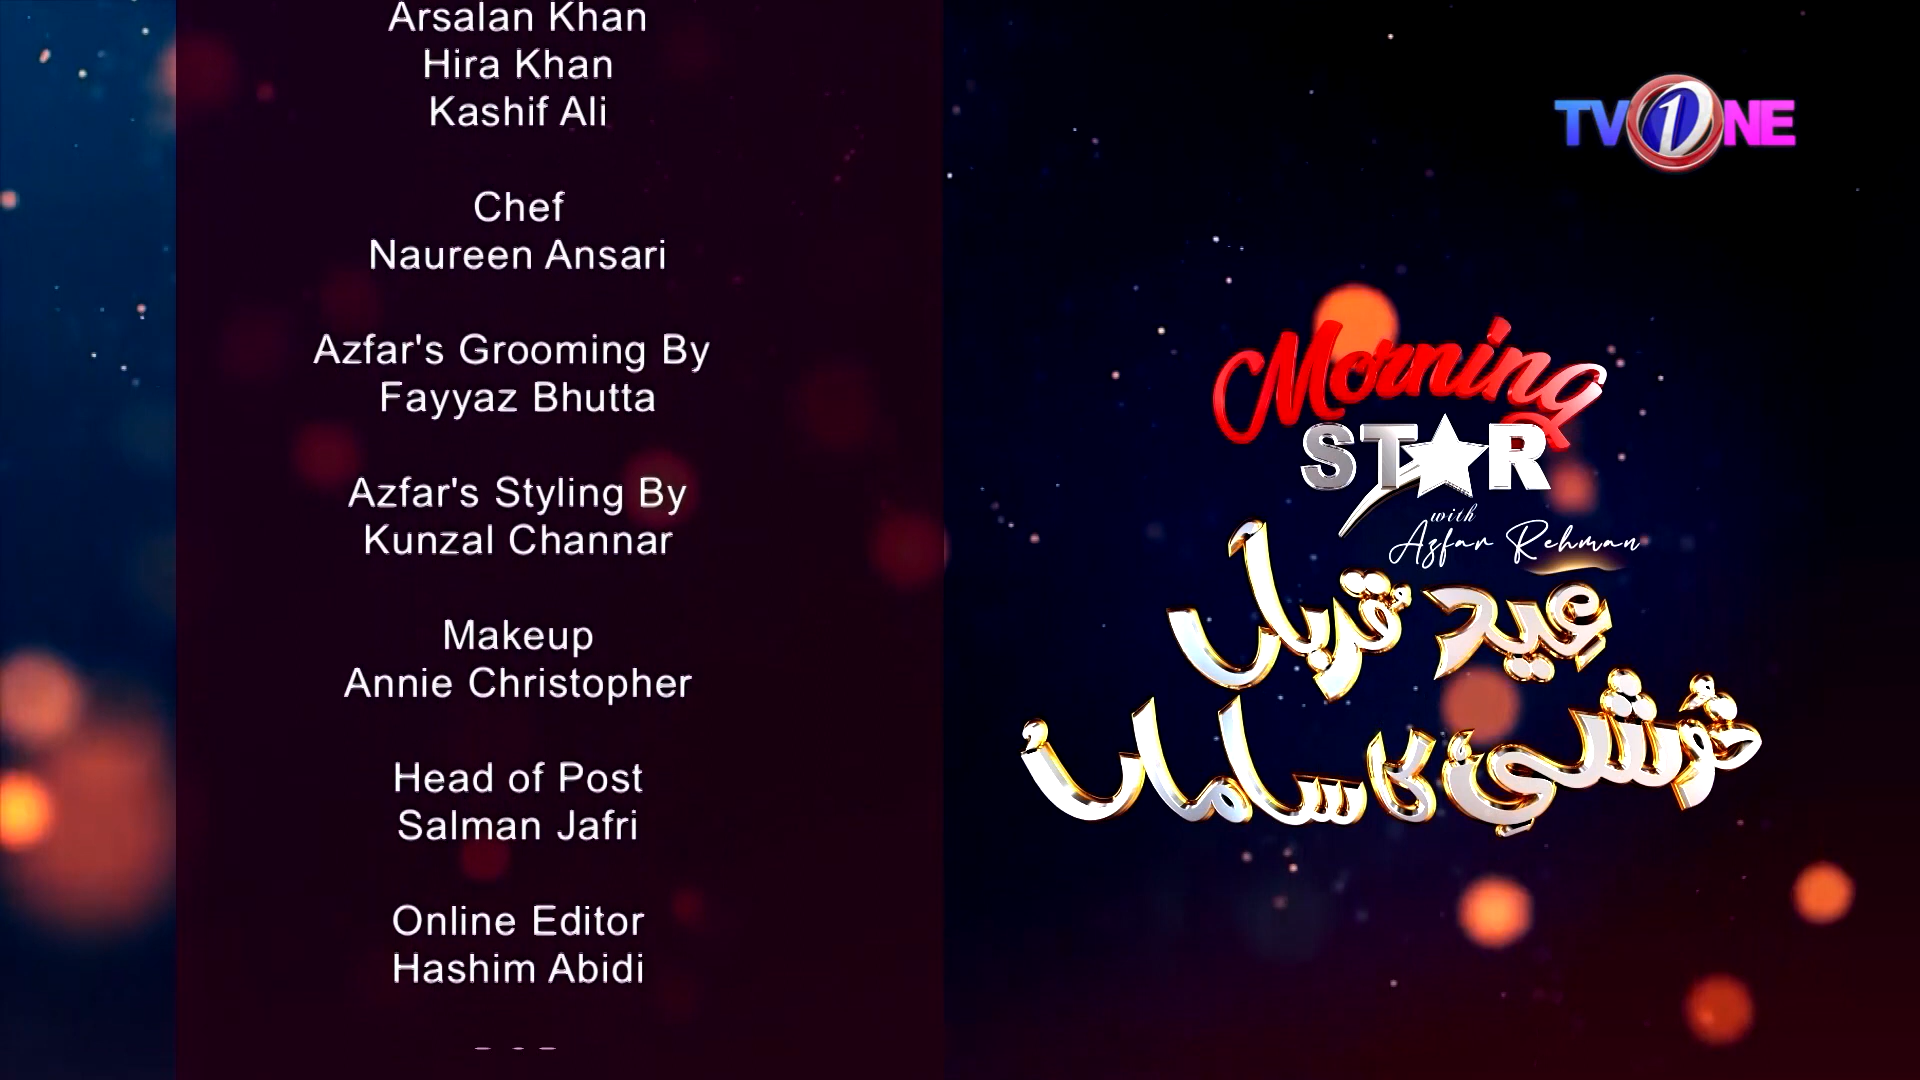 Arsalan Khan
Hira Khan
Kashif Ali
Chef
Naureen Ansari
Azfar's Grooming By
Fayyaz Bhutta
Azfar's Styling By
Kunzal Channar
Makeup
Annie Christopher
Head of Post
Salman Jafri
Online Editor
Hashim Abidi
TV1NE
Morning
STAR
with
Azfar Rehman
عید قرباں
خوشی کا ساماں